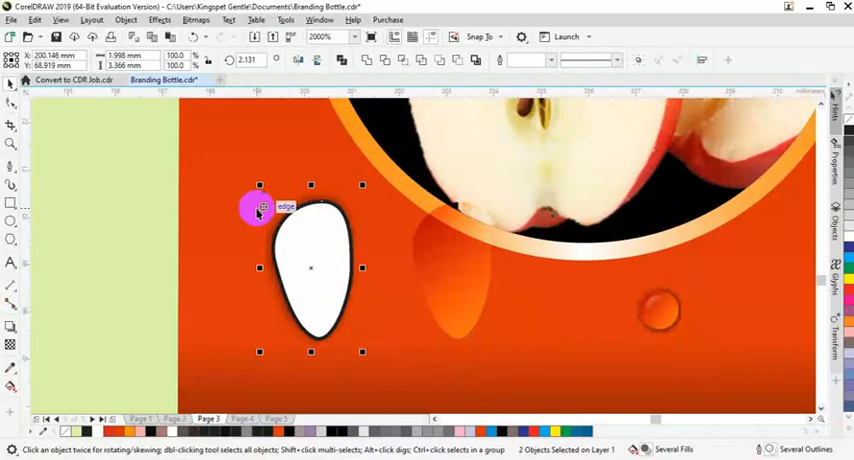 CorelDRAW 2019 (64-Bit Evaluation Version) - C:\Users\Kingspet Gentle\Documents\Branding Bottle.cdr*
File Edit View Layout Object Effects Bitmaps Text Table Tools Window Help Purchase
2000% PDF Snap To Launch
X: 200.146 mm 1.998 mm 100.0 %
Y: 68.919 mm 3.366 mm 100.0 % 2.131 °
Convert to CDR Job.cdr Branding Bottle.cdr*
millimeters
Hints
Properties
Objects
Glyphs
Transform
edge
Page 1 Page 2 Page 3 Page 4 Page 5
Click an object twice for rotating/skewing; dbl-clicking tool selects all objects; Shift+click multi-selects; Alt+click digs; Ctrl+click selects in a group 2 Objects Selected on Layer 1 Several Fills Several Outlines